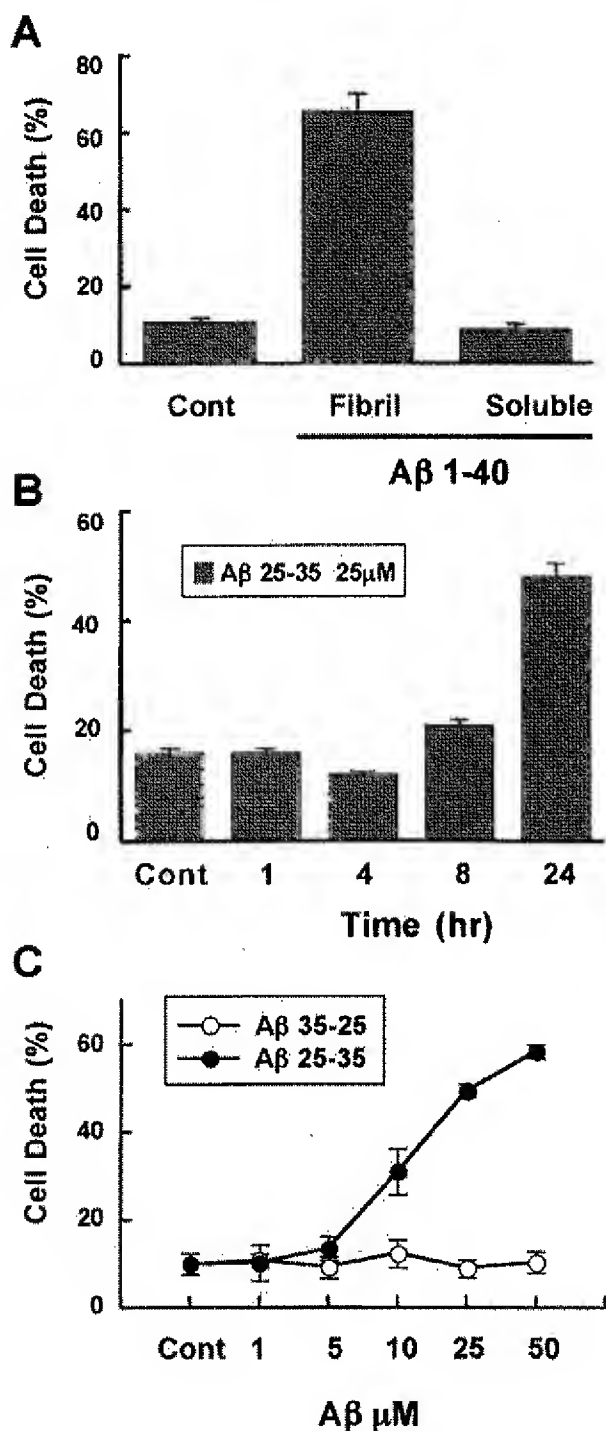 A
Cell Death (%)
80
60
40
20
0
Cont Fibril Soluble
Aβ 1-40
B
Cell Death (%)
60
40
20
0
Aβ 25-35 25μM
Cont 1 4 8 24
Time (hr)
C
Cell Death (%)
60
40
20
0
Aβ 35-25
Aβ 25-35
Cont 1 5 10 25 50
Aβ μM